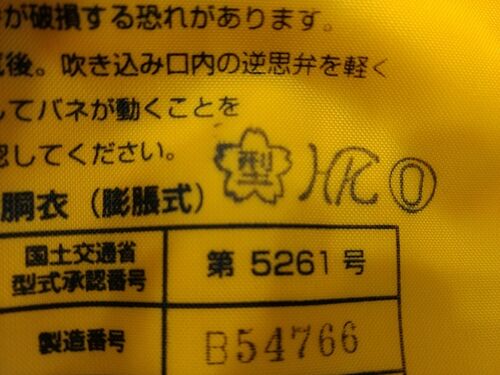 が破損する恐れがあります。
後。吹き込み口内の逆思弁を軽く
してバネが動くことを
認してください。
型 HK 0
胴衣（膨脹式）
国土交通省
型式承認番号
第 5261 号
製造番号
B54766